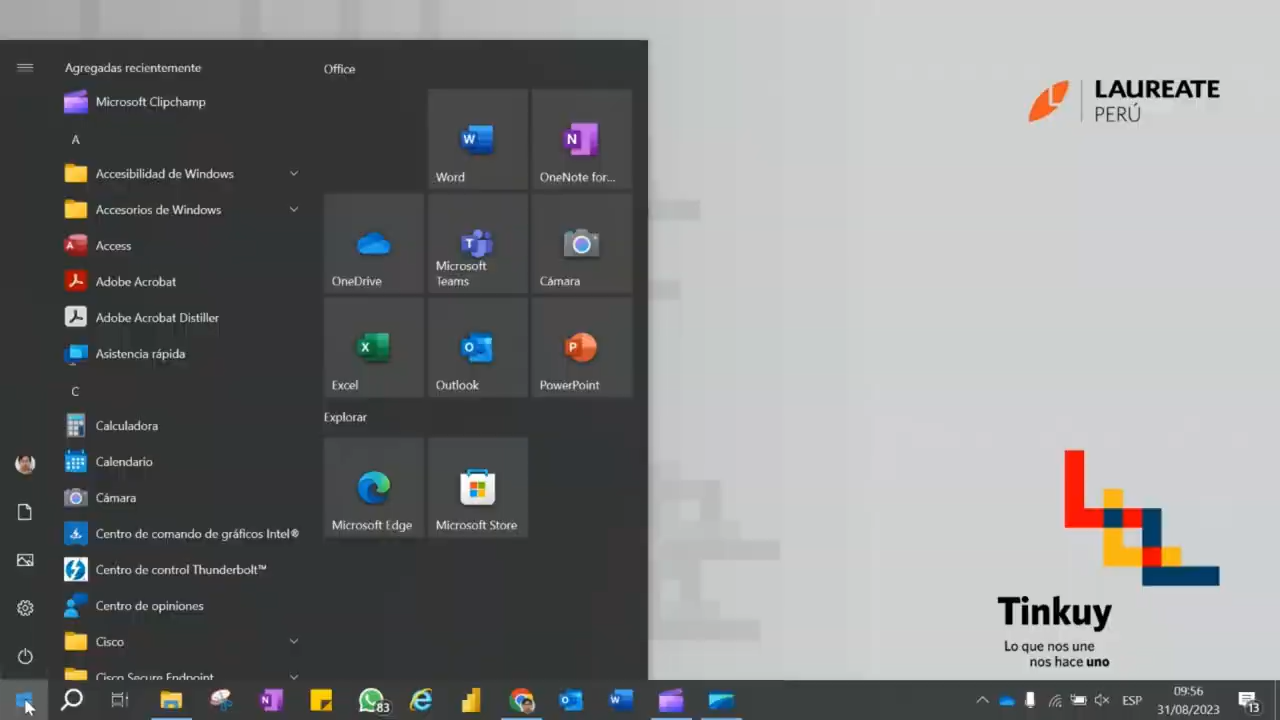 Agregadas recientemente
Microsoft Clipchamp
A
Accesibilidad de Windows
Accesorios de Windows
Access
Adobe Acrobat
Adobe Acrobat Distiller
Asistencia rápida
C
Calculadora
Calendario
Cámara
Centro de comando de gráficos Intel®
Centro de control Thunderbolt™
Centro de opiniones
Cisco
Cisco Secure Endpoint
Office
Word
OneNote for...
OneDrive
Microsoft
Teams
Cámara
Excel
Outlook
PowerPoint
Explorar
Microsoft Edge
Microsoft Store
LAUREATE
PERÚ
Tinkuy
Lo que nos une
nos hace uno
83
ESP
09:56
31/08/2023
13